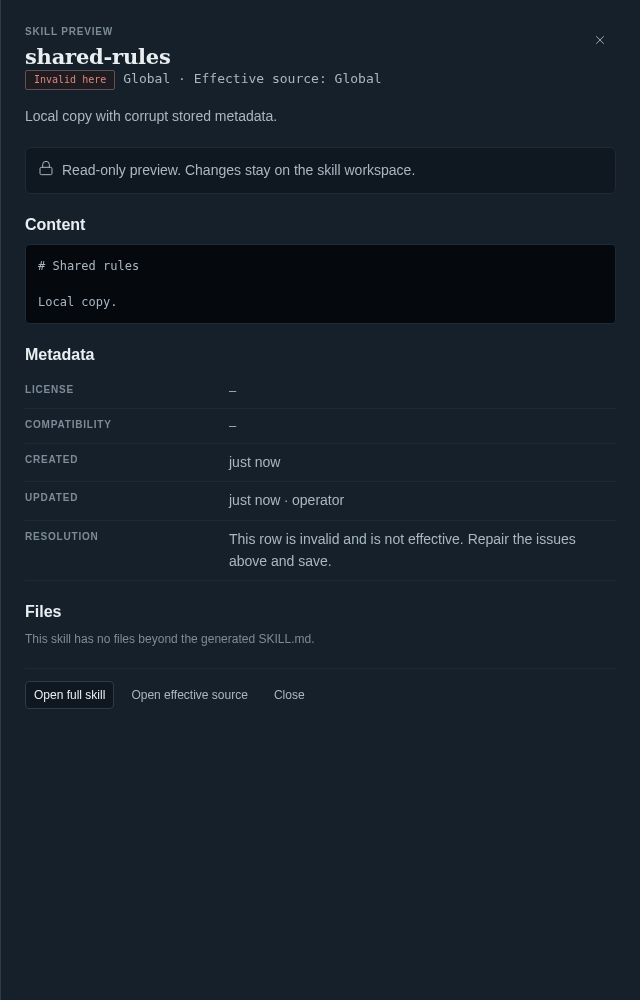 SKILL PREVIEW
shared-rules
Invalid here Global · Effective source: Global
Local copy with corrupt stored metadata.
Read-only preview. Changes stay on the skill workspace.
Content
# Shared rules
Local copy.
Metadata
LICENSE –
COMPATIBILITY –
CREATED just now
UPDATED just now · operator
RESOLUTION This row is invalid and is not effective. Repair the issues
above and save.
Files
This skill has no files beyond the generated SKILL.md.
Open full skill Open effective source Close